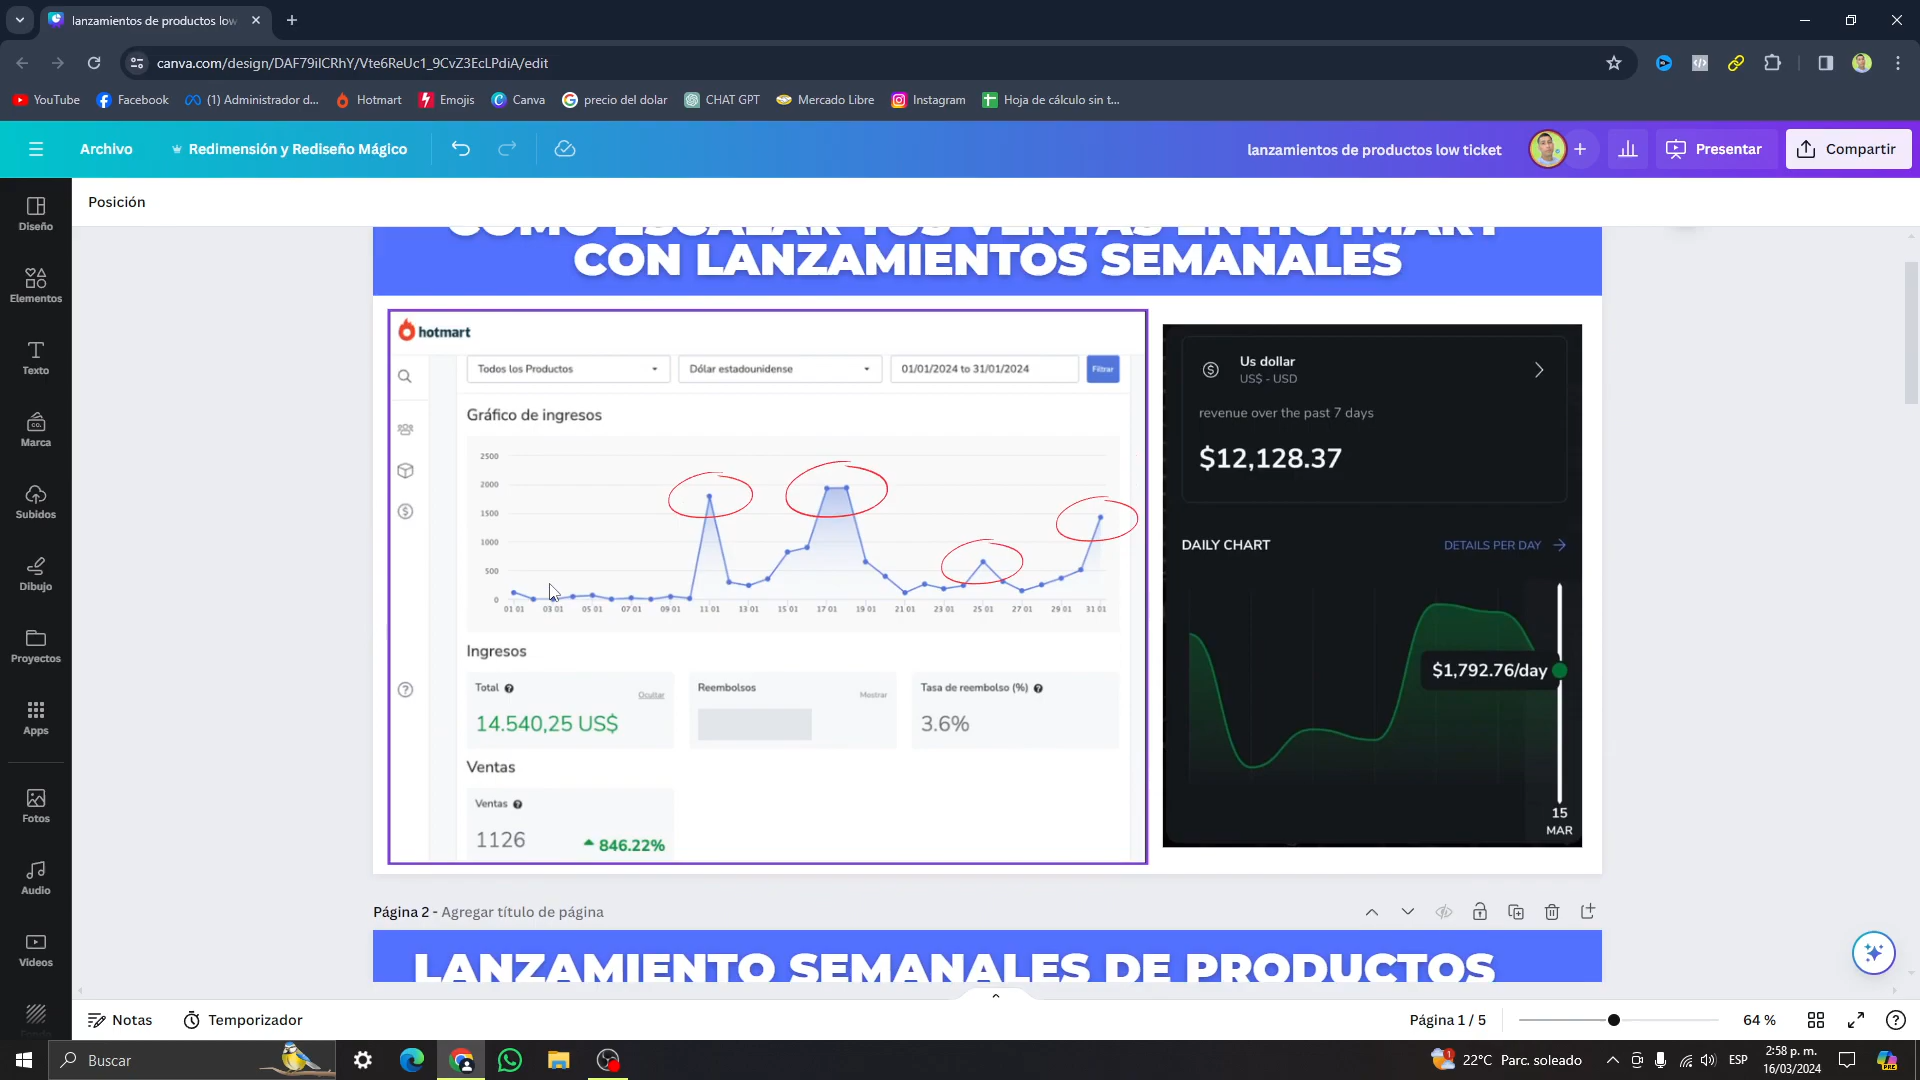 lanzamientos de productos low
canva.com/design/DAF79ilCRhY/Vte6ReUc1_9CvZ3EcLPdiA/edit
YouTube
Facebook
(1) Administrador d...
Hotmart
Emojis
Canva
precio del dolar
CHAT GPT
Mercado Libre
Instagram
Hoja de cálculo sin t...
Archivo
Redimensión y Rediseño Mágico
lanzamientos de productos low ticket
Presentar
Compartir
Posición
Diseño
Elementos
Texto
Marca
Subidos
Dibujo
Proyectos
Apps
Fotos
Audio
Videos
COMO ESCALAR TUS VENTAS EN HOTMART
CON LANZAMIENTOS SEMANALES
hotmart
Todos los Productos
Dólar estadounidense
01/01/2024 to 31/01/2024
Filtrar
Gráfico de ingresos
2500
2000
1500
1000
500
0
01 01 03 01 05 01 07 01 09 01 11 01 13 01 15 01 17 01 19 01 21 01 23 01 25 01 27 01 29 01 31 01
Ingresos
Total
Ocultar
14.540,25 US$
Reembolsos
Mostrar
Tasa de reembolso (%)
3.6%
Ventas
Ventas
1126
846.22%
Us dollar
US$ - USD
revenue over the past 7 days
$12,128.37
DAILY CHART
DETAILS PER DAY
$1,792.76/day
15
MAR
Página 2 - Agregar título de página
LANZAMIENTO SEMANALES DE PRODUCTOS
Notas
Temporizador
Página 1 / 5
64 %
Buscar
22°C Parc. soleado
ESP
2:58 p. m.
16/03/2024